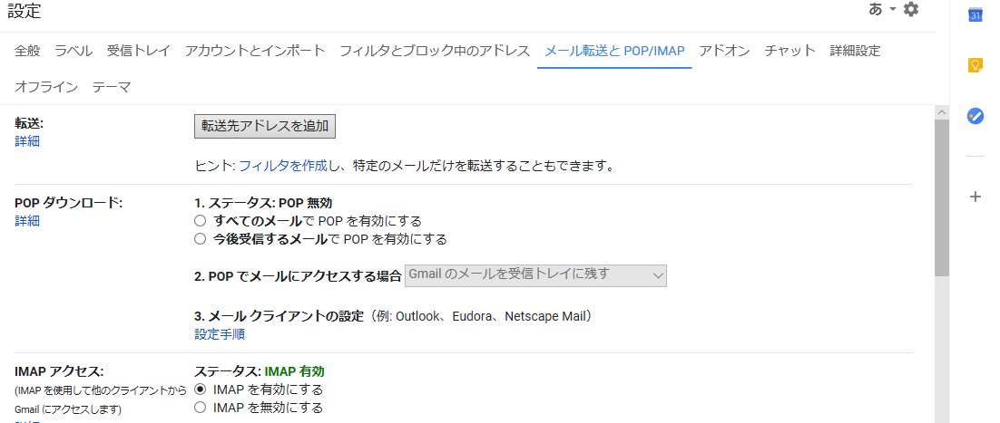 設定
あ
31
全般 ラベル 受信トレイ アカウントとインポート フィルタとブロック中のアドレス メール転送と POP/IMAP アドオン チャット 詳細設定
オフライン テーマ
転送:
詳細
転送先アドレスを追加
ヒント: フィルタを作成し、特定のメールだけを転送することもできます。
POP ダウンロード:
詳細
1. ステータス: POP 無効
すべてのメールで POP を有効にする
今後受信するメールで POP を有効にする
2. POP でメールにアクセスする場合 Gmail のメールを受信トレイに残す
3. メール クライアントの設定（例: Outlook、Eudora、Netscape Mail）
設定手順
IMAP アクセス:
(IMAP を使用して他のクライアントから
Gmail にアクセスします)
ステータス: IMAP 有効
IMAP を有効にする
IMAP を無効にする